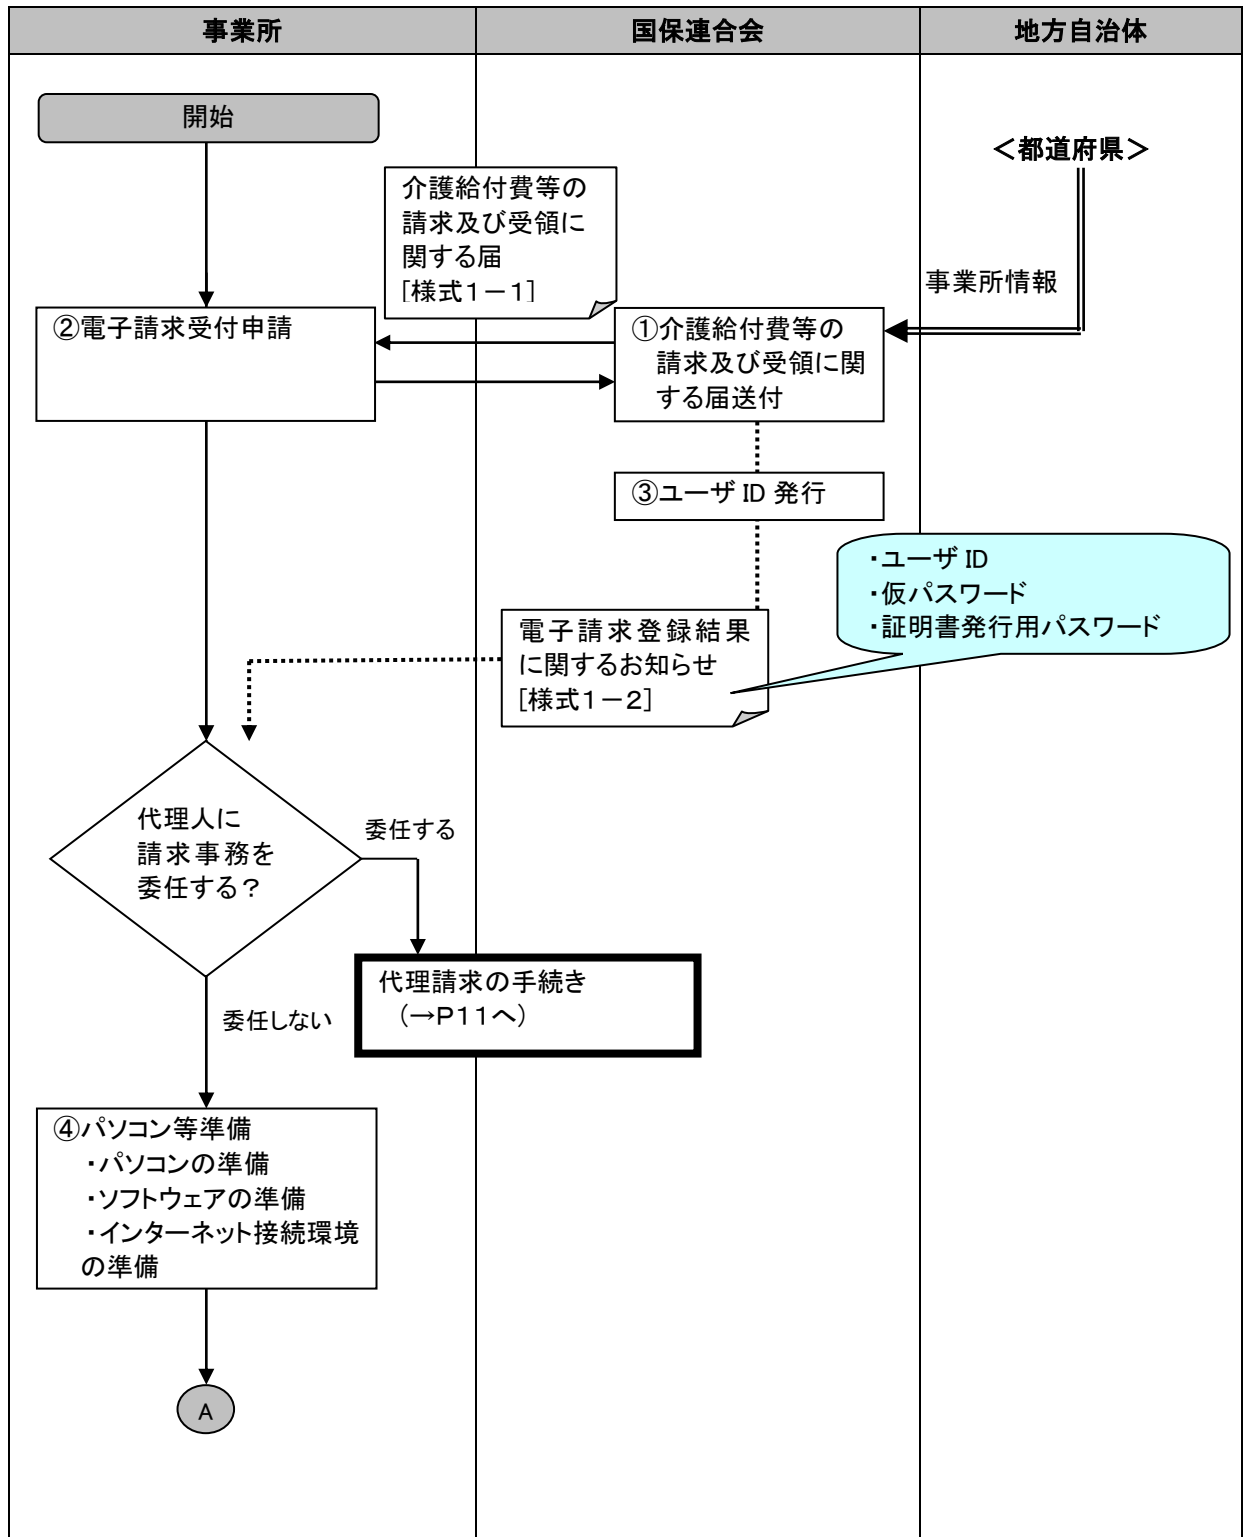 事業所
国保連合会
地方自治体
開始
＜都道府県＞
介護給付費等の
請求及び受領に
関する届
[様式１－１]
事業所情報
②電子請求受付申請
①介護給付費等の
請求及び受領に関
する届送付
③ユーザ ID 発行
・ユーザ ID
・仮パスワード
・証明書発行用パスワード
電子請求登録結果
に関するお知らせ
[様式１－２]
代理人に
請求事務を
委任する？
委任する
代理請求の手続き
（→Ｐ１１へ）
委任しない
④パソコン等準備
・パソコンの準備
・ソフトウェアの準備
・インターネット接続環境
の準備
A